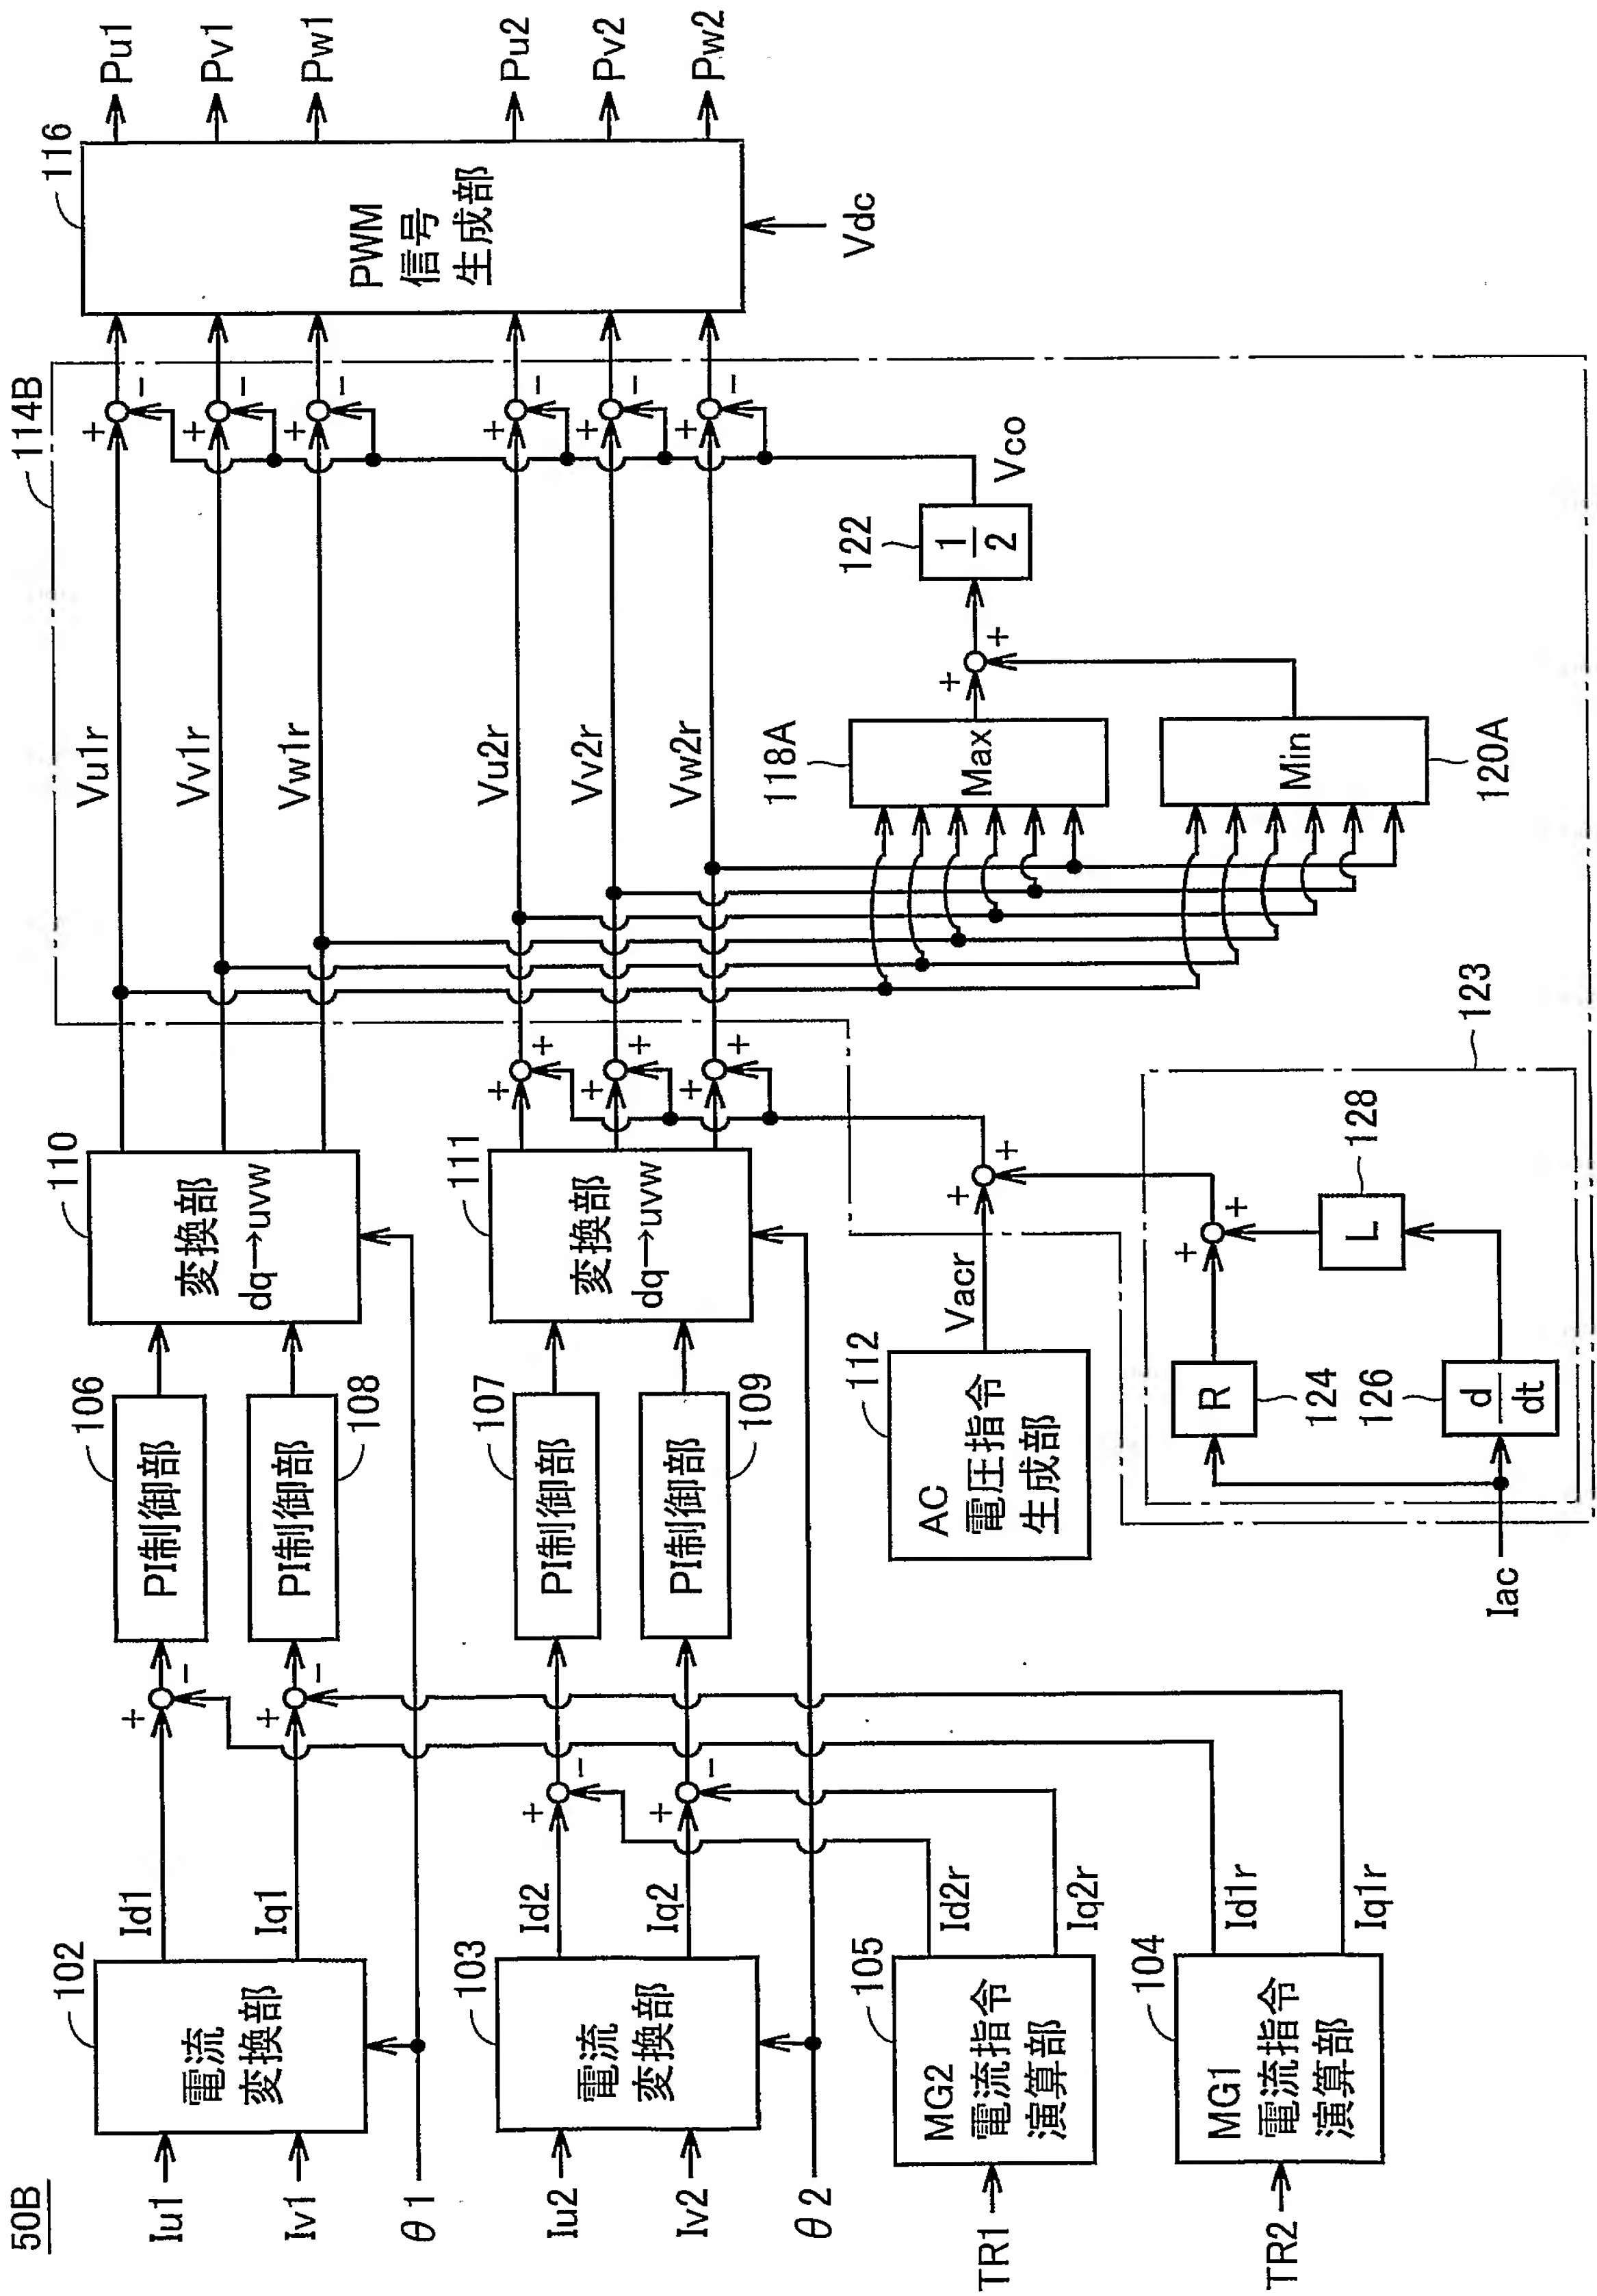 50B
Iu1
Iv1
θ1
102
電流
変換部
Id1
Iq1
+
−
+
−
106
PI制御部
PI制御部
108
110
変換部
dq→uvw
Vu1r
Vv1r
Vw1r
114B
+
−
+
−
+
−
116
PWM
信号
生成部
Vdc
Pu1
Pv1
Pw1
Pu2
Pv2
Pw2
Iu2
Iv2
θ2
103
電流
変換部
Id2
Iq2
+
−
+
−
107
PI制御部
PI制御部
109
111
変換部
dq→uvw
+
+
+
+
+
+
Vu2r
Vv2r
Vw2r
+
−
+
−
+
−
TR1
105
MG2
電流指令
演算部
Id2r
Iq2r
TR2
104
MG1
電流指令
演算部
Id1r
Iq1r
112
AC
電圧指令
生成部
Vacr
+
+
118A
Max
Min
120A
+
+
122
1
2
Vco
Iac
R
124
126
d
dt
+
+
L
128
123